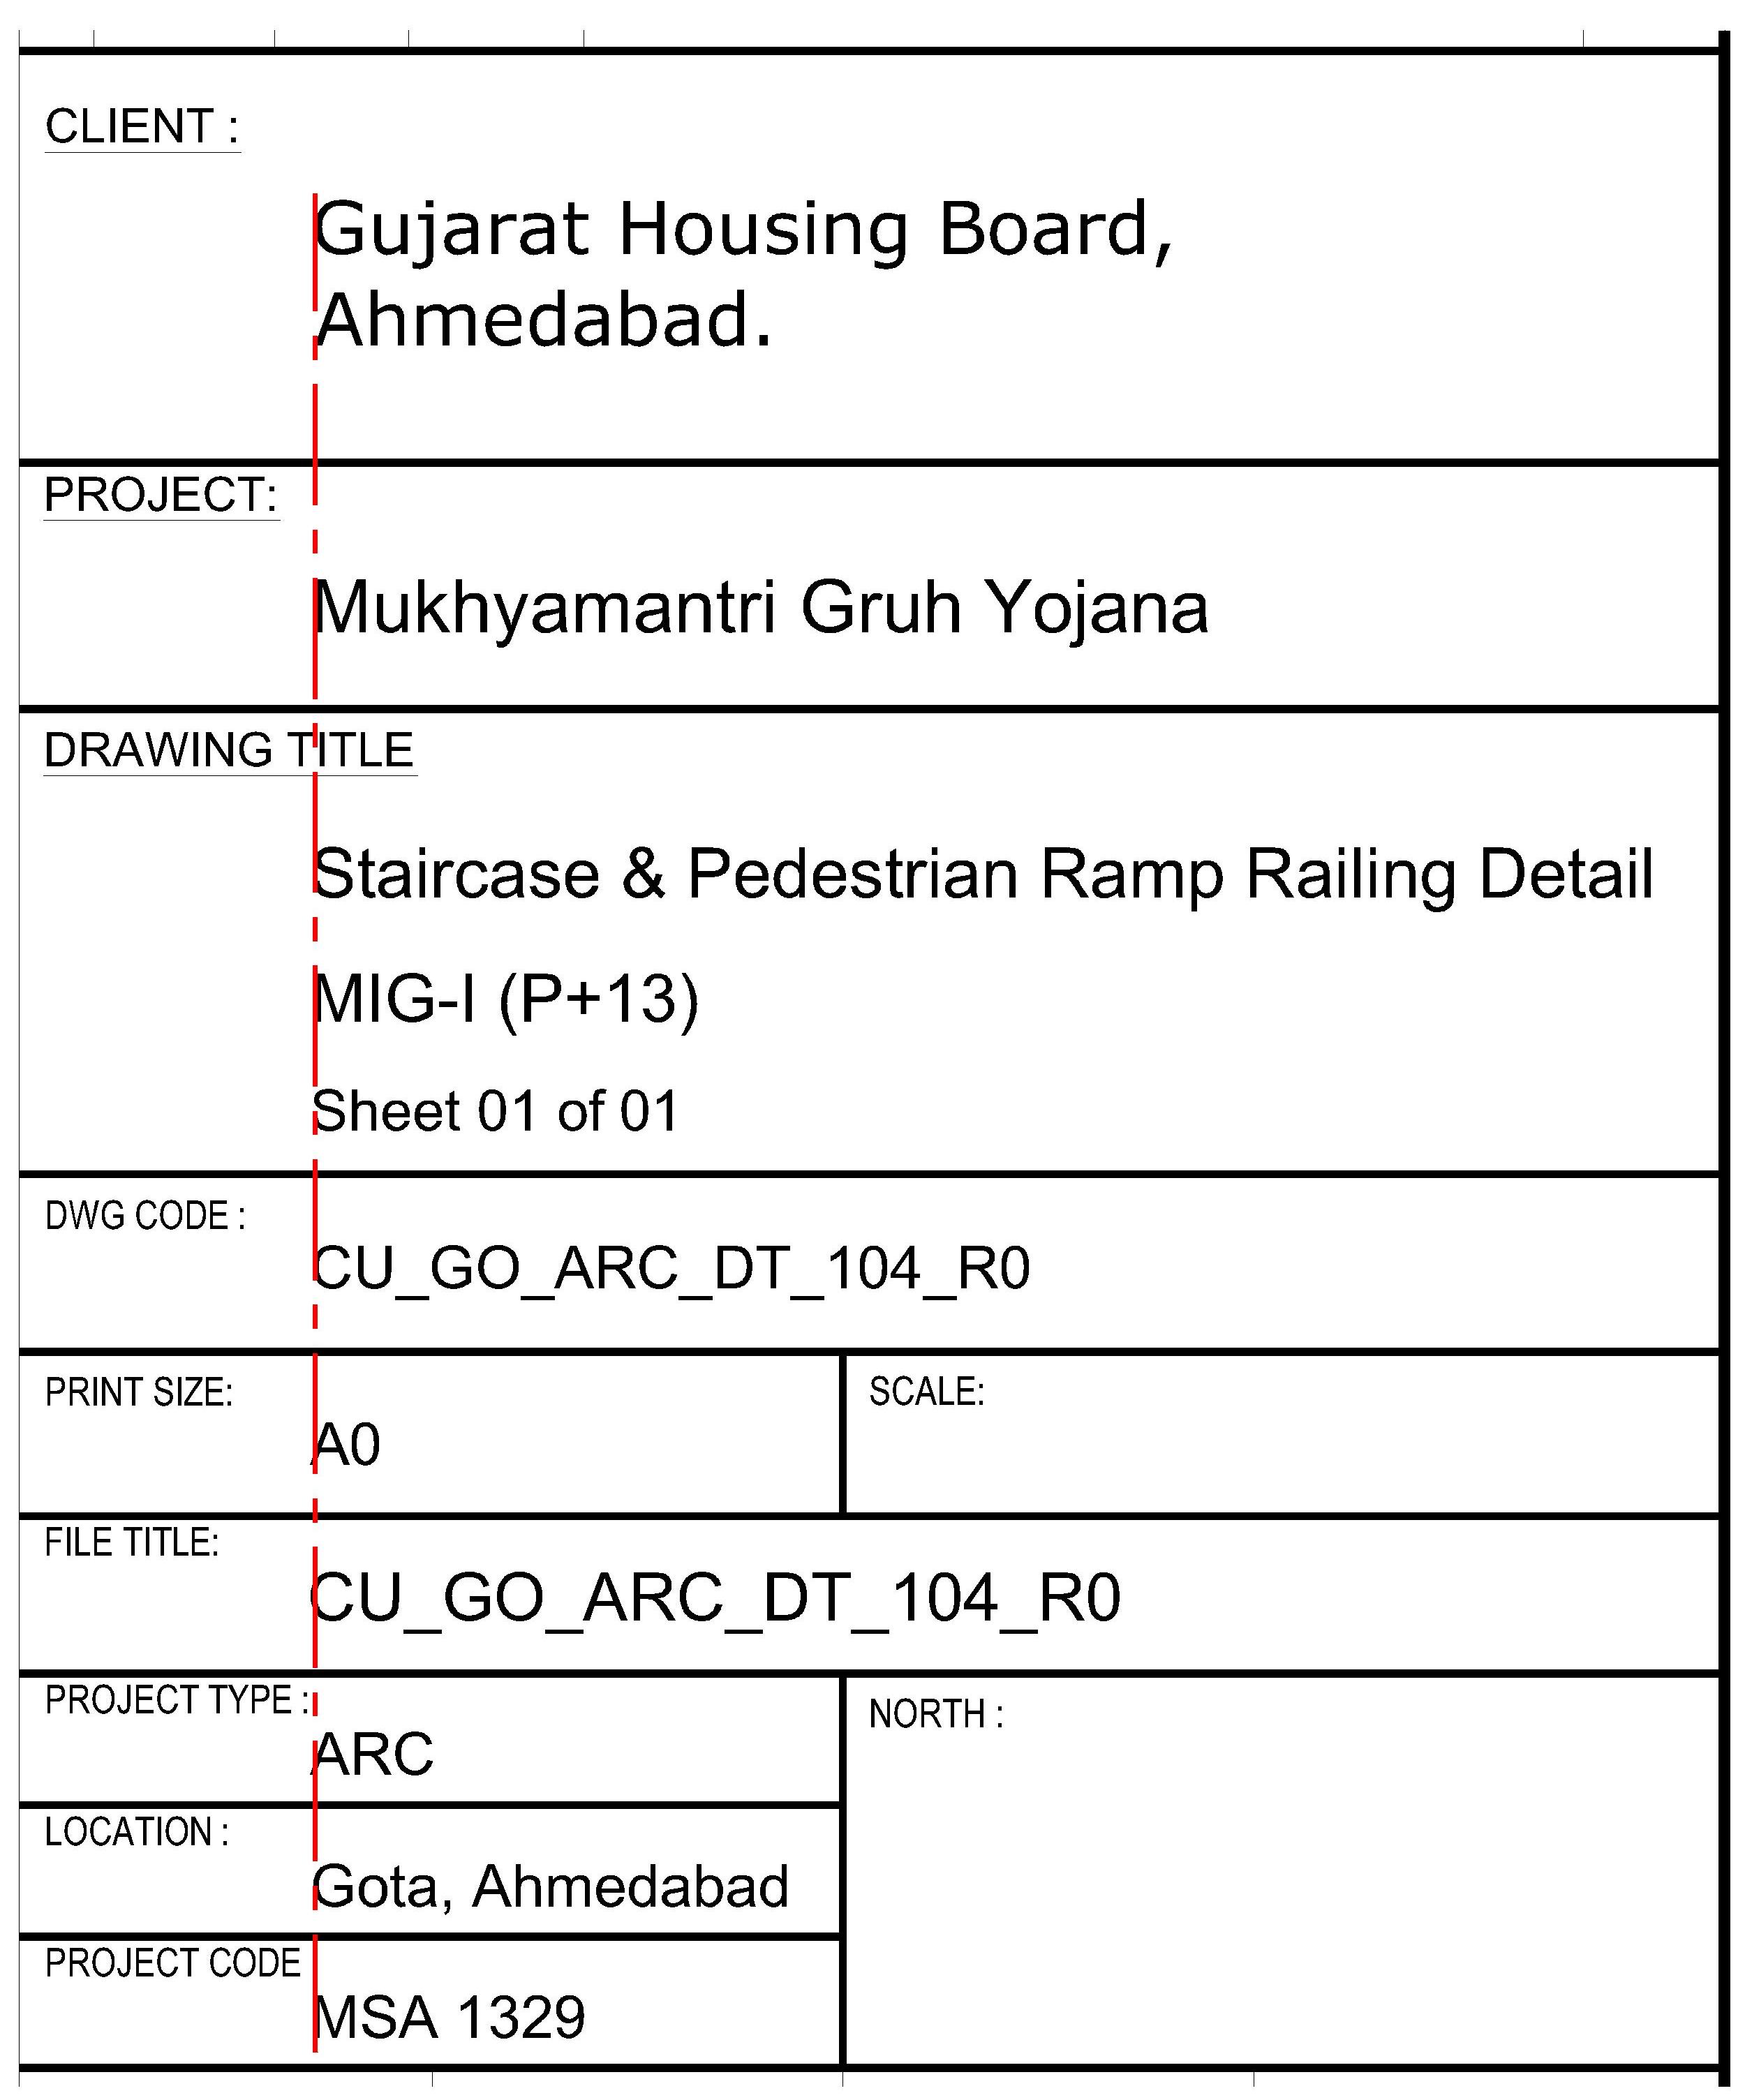 CLIENT :
Gujarat Housing Board,
Ahmedabad.
PROJECT:
Mukhyamantri Gruh Yojana
DRAWING TITLE
Staircase & Pedestrian Ramp Railing Detail
MIG-I (P+13)
Sheet 01 of 01
DWG CODE :
CU_GO_ARC_DT_104_R0
PRINT SIZE:
A0
SCALE:
FILE TITLE:
CU_GO_ARC_DT_104_R0
PROJECT TYPE :
ARC
NORTH :
LOCATION :
Gota, Ahmedabad
PROJECT CODE
MSA 1329